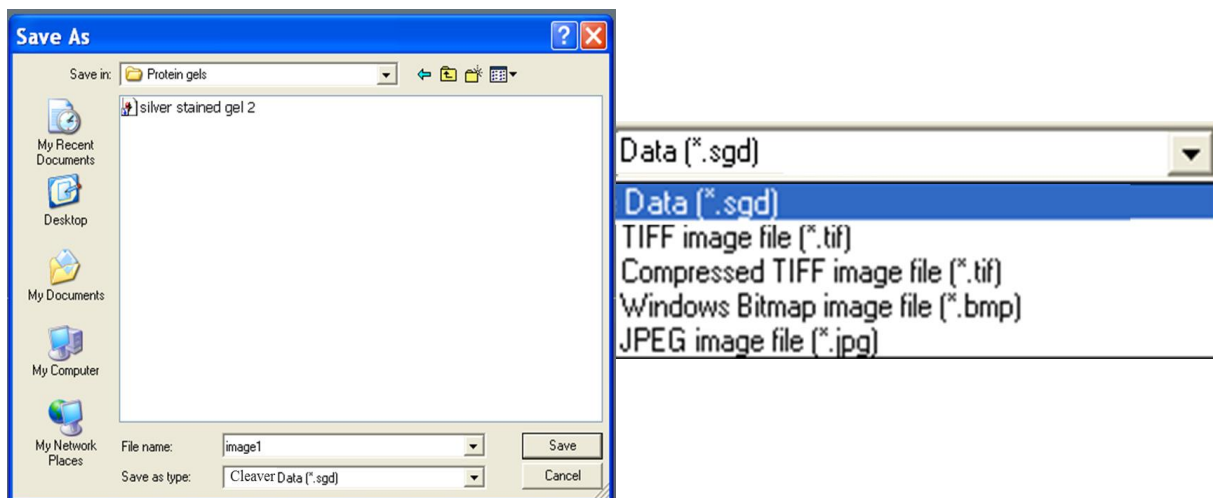 Save As
Save in: Protein gels
silver stained gel 2
My Recent
Documents
Desktop
My Documents
My Computer
My Network
Places
File name: image1 Save
Save as type: Cleaver Data (*.sgd) Cancel
Data (*.sgd)
Data (*.sgd)
TIFF image file (*.tif)
Compressed TIFF image file (*.tif)
Windows Bitmap image file (*.bmp)
JPEG image file (*.jpg)